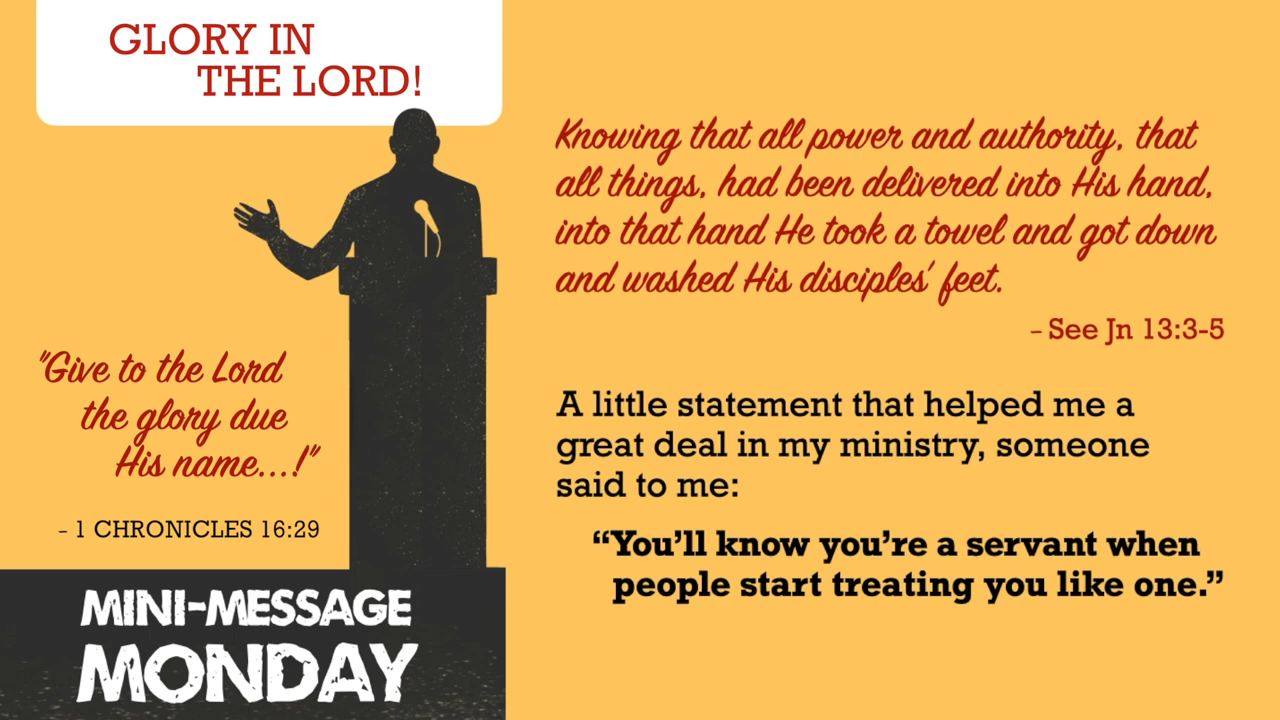 GLORY IN
THE LORD!
"Give to the Lord
the glory due
His name...!"
– 1 CHRONICLES 16:29
MINI-MESSAGE
MONDAY
Knowing that all power and authority, that
all things, had been delivered into His hand,
into that hand He took a towel and got down
and washed His disciples' feet.
– See Jn 13:3-5
A little statement that helped me a
great deal in my ministry, someone
said to me:
“You’ll know you’re a servant when
people start treating you like one.”